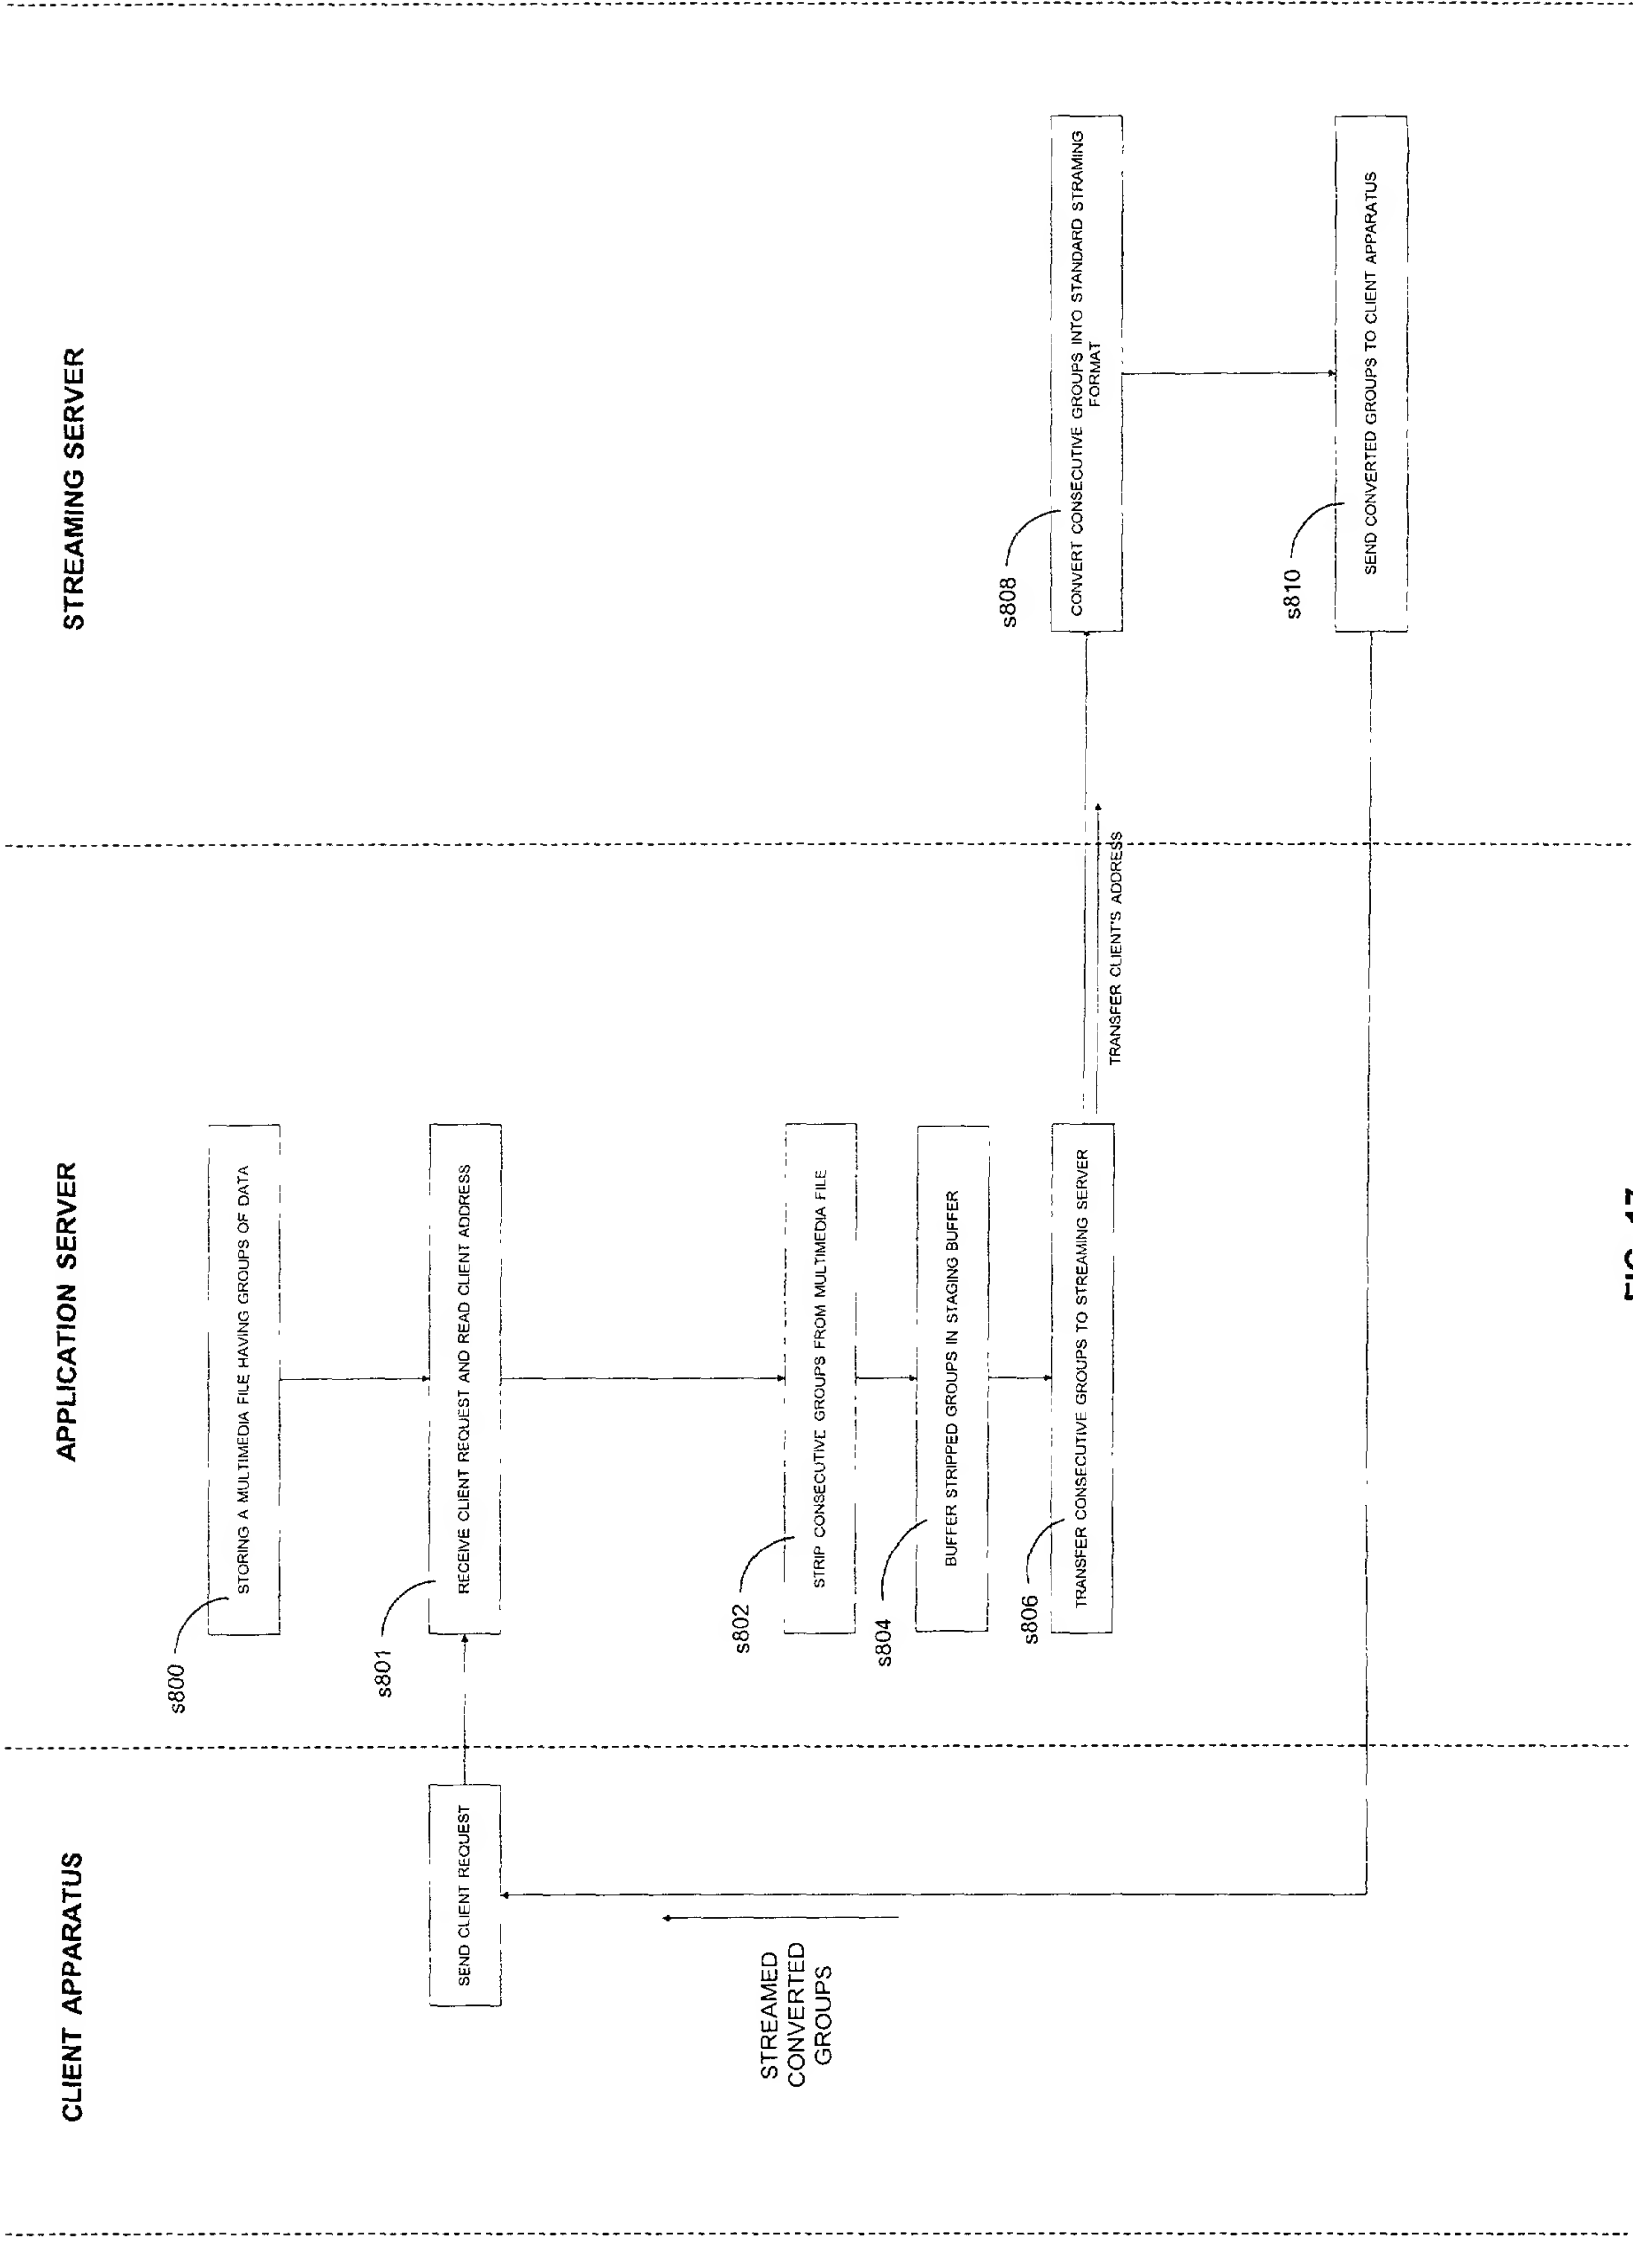 CLIENT APPARATUS
APPLICATION SERVER
STREAMING SERVER
s800
STORING A MULTIMEDIA FILE HAVING GROUPS OF DATA
SEND CLIENT REQUEST
s801
RECEIVE CLIENT REQUEST AND READ CLIENT ADDRESS
s802
STRIP CONSECUTIVE GROUPS FROM MULTIMEDIA FILE
s804
BUFFER STRIPPED GROUPS IN STAGING BUFFER
s806
TRANSFER CONSECUTIVE GROUPS TO STREAMING SERVER
TRANSFER CLIENT'S ADDRESS
s808
CONVERT CONSECUTIVE GROUPS INTO STANDARD STRAMING
FORMAT
s810
SEND CONVERTED GROUPS TO CLIENT APPARATUS
STREAMED
CONVERTED
GROUPS